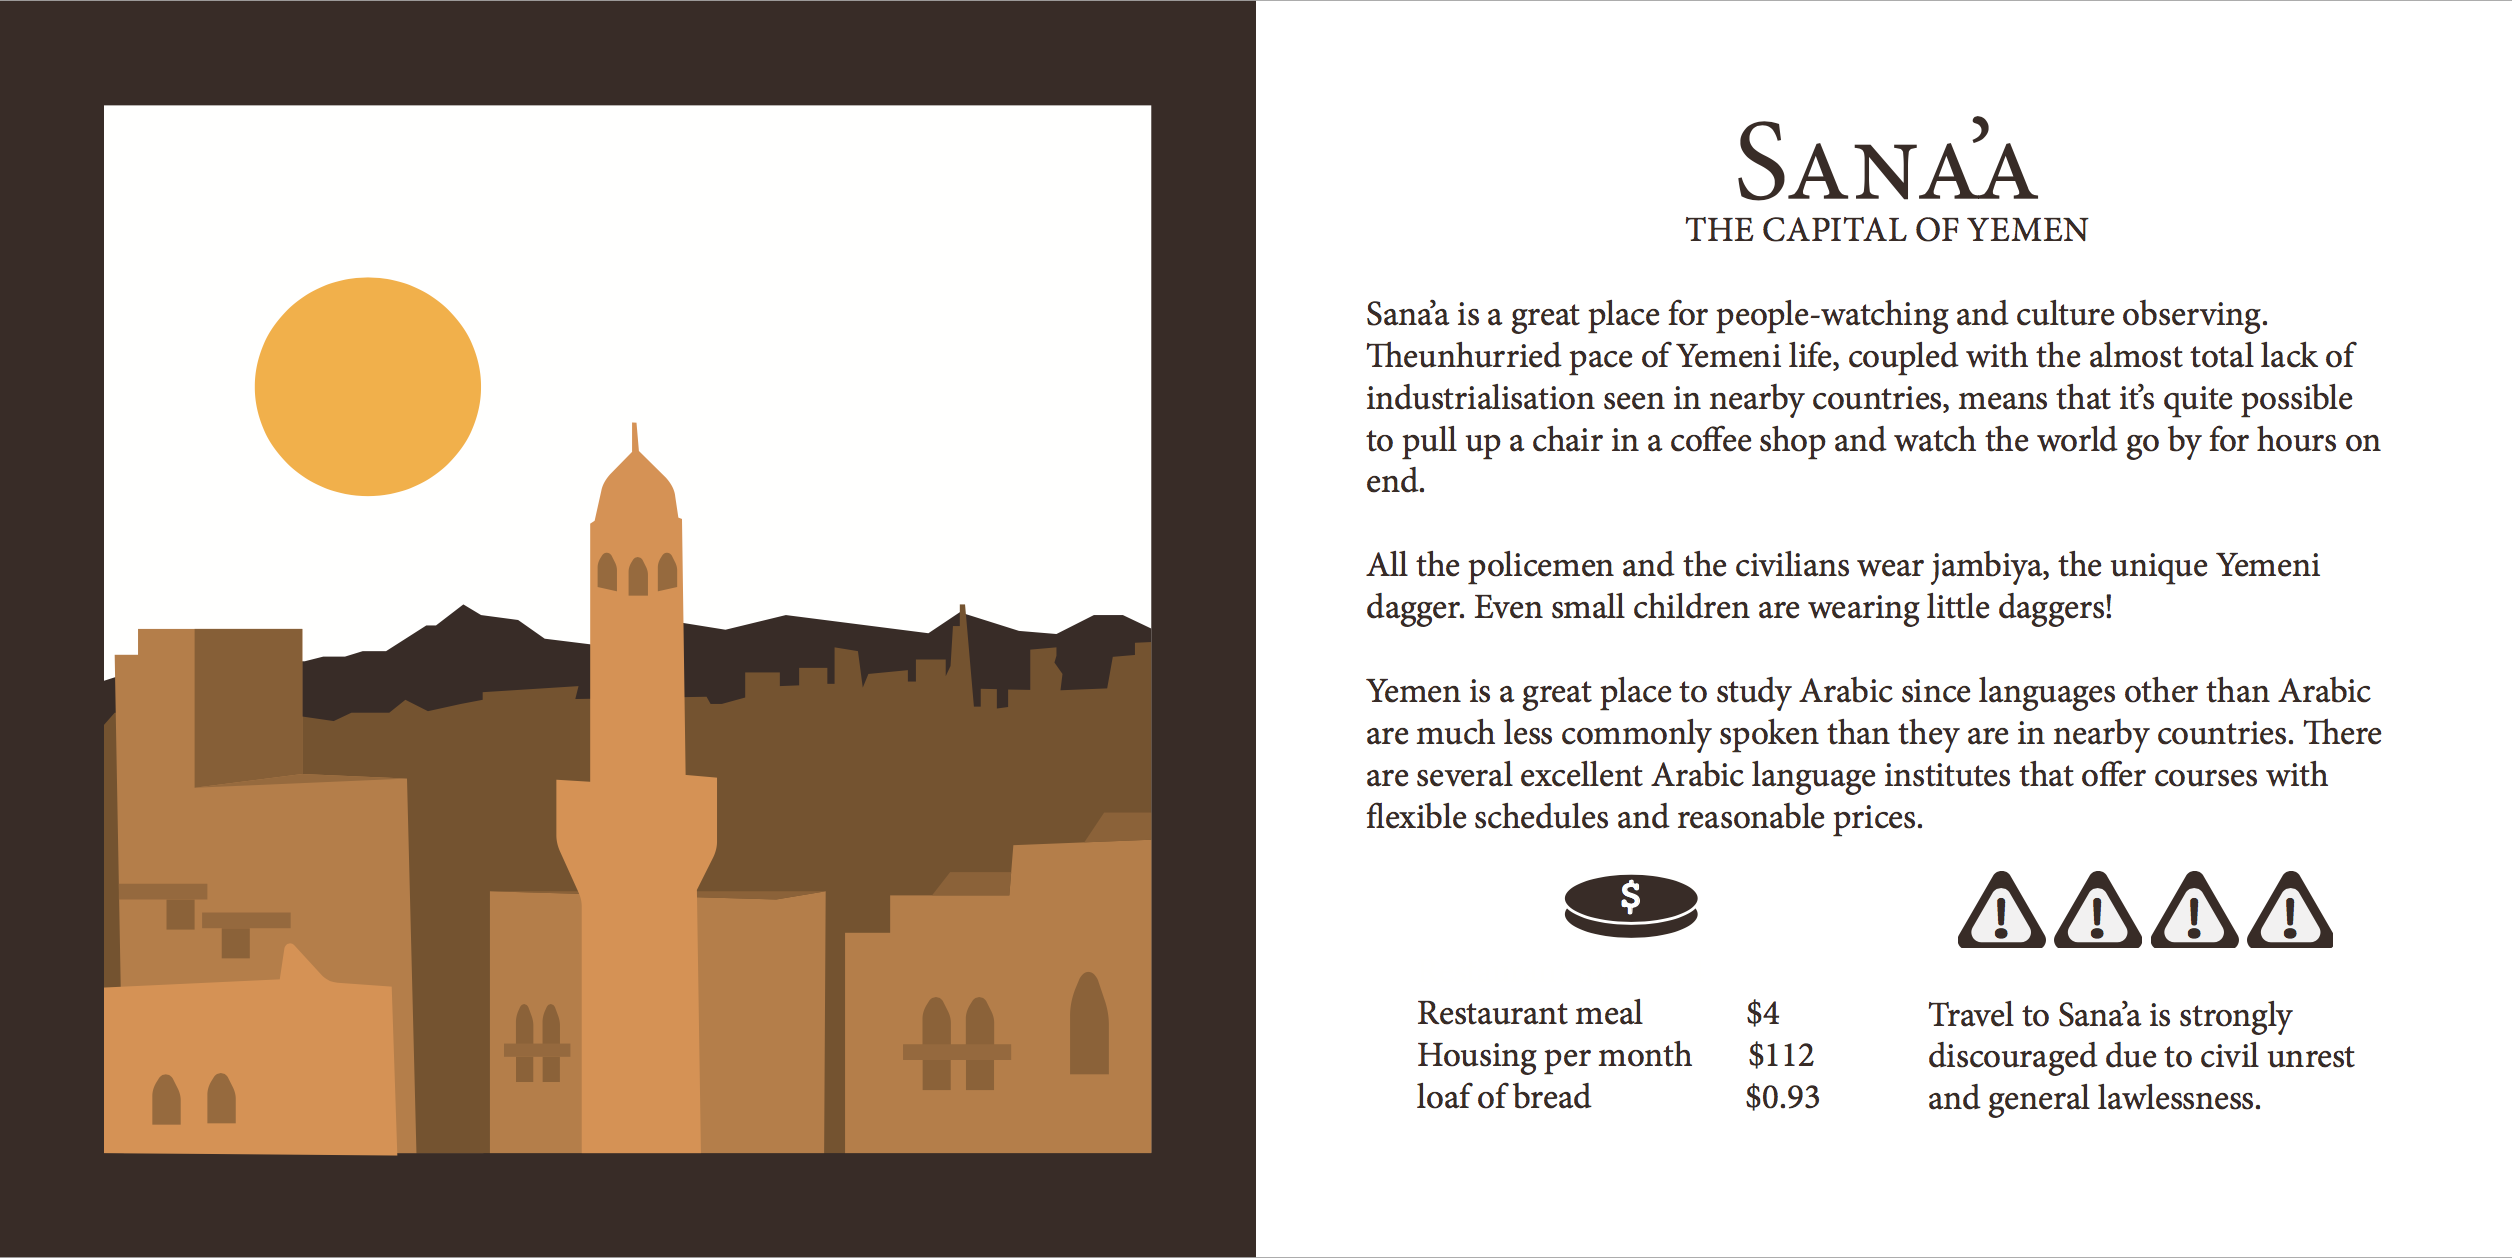 Sana’a
THE CAPITAL OF YEMEN
Sana’a is a great place for people-watching and culture observing.
Theunhurried pace of Yemeni life, coupled with the almost total lack of
industrialisation seen in nearby countries, means that it’s quite possible
to pull up a chair in a coffee shop and watch the world go by for hours on
end.
All the policemen and the civilians wear jambiya, the unique Yemeni
dagger. Even small children are wearing little daggers!
Yemen is a great place to study Arabic since languages other than Arabic
are much less commonly spoken than they are in nearby countries. There
are several excellent Arabic language institutes that offer courses with
flexible schedules and reasonable prices.
$
! ! ! !
Restaurant meal $4
Housing per month $112
loaf of bread $0.93
Travel to Sana’a is strongly
discouraged due to civil unrest
and general lawlessness.